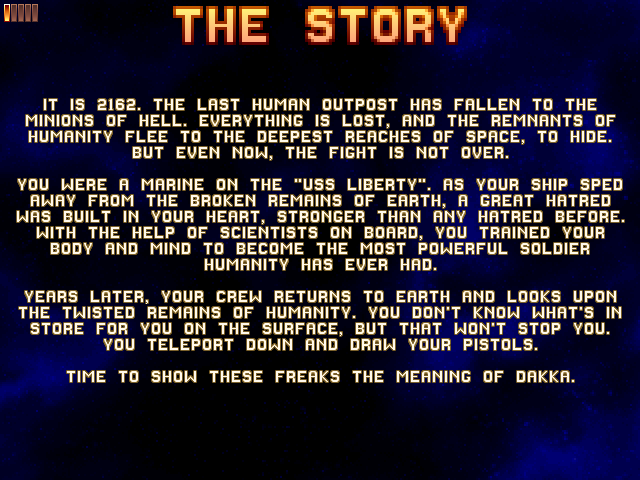 THE STORY
IT IS 2162. THE LAST HUMAN OUTPOST HAS FALLEN TO THE
MINIONS OF HELL. EVERYTHING IS LOST, AND THE REMNANTS OF
HUMANITY FLEE TO THE DEEPEST REACHES OF SPACE, TO HIDE.
BUT EVEN NOW, THE FIGHT IS NOT OVER.
YOU WERE A MARINE ON THE "USS LIBERTY". AS YOUR SHIP SPED
AWAY FROM THE BROKEN REMAINS OF EARTH, A GREAT HATRED
WAS BUILT IN YOUR HEART, STRONGER THAN ANY HATRED BEFORE.
WITH THE HELP OF SCIENTISTS ON BOARD, YOU TRAINED YOUR
BODY AND MIND TO BECOME THE MOST POWERFUL SOLDIER
HUMANITY HAS EVER HAD.
YEARS LATER, YOUR CREW RETURNS TO EARTH AND LOOKS UPON
THE TWISTED REMAINS OF HUMANITY. YOU DON'T KNOW WHAT'S IN
STORE FOR YOU ON THE SURFACE, BUT THAT WON'T STOP YOU.
YOU TELEPORT DOWN AND DRAW YOUR PISTOLS.
TIME TO SHOW THESE FREAKS THE MEANING OF DAKKA.